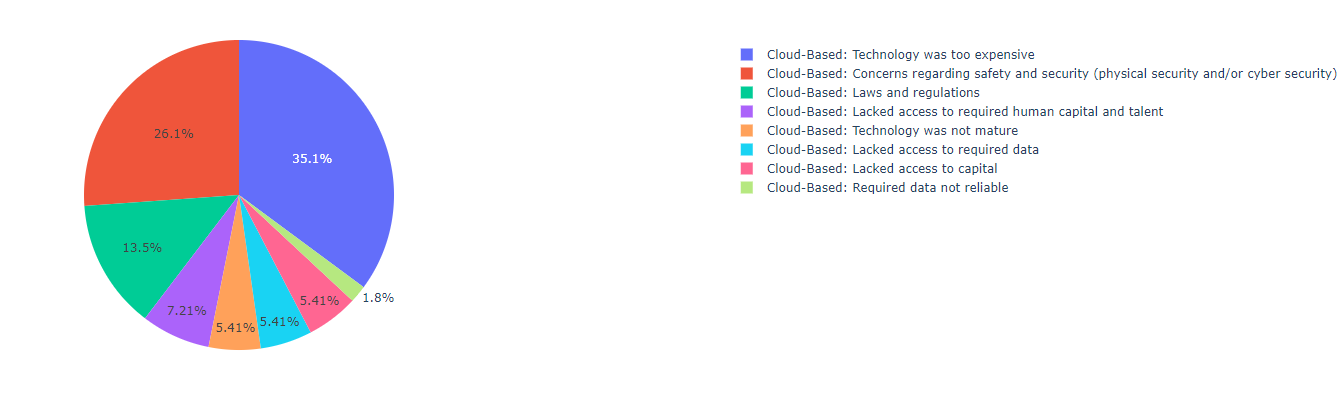 26.1%
35.1%
13.5%
7.21%
5.41%
5.41%
5.41%
1.8%
Cloud-Based: Technology was too expensive
Cloud-Based: Concerns regarding safety and security (physical security and/or cyber security)
Cloud-Based: Laws and regulations
Cloud-Based: Lacked access to required human capital and talent
Cloud-Based: Technology was not mature
Cloud-Based: Lacked access to required data
Cloud-Based: Lacked access to capital
Cloud-Based: Required data not reliable